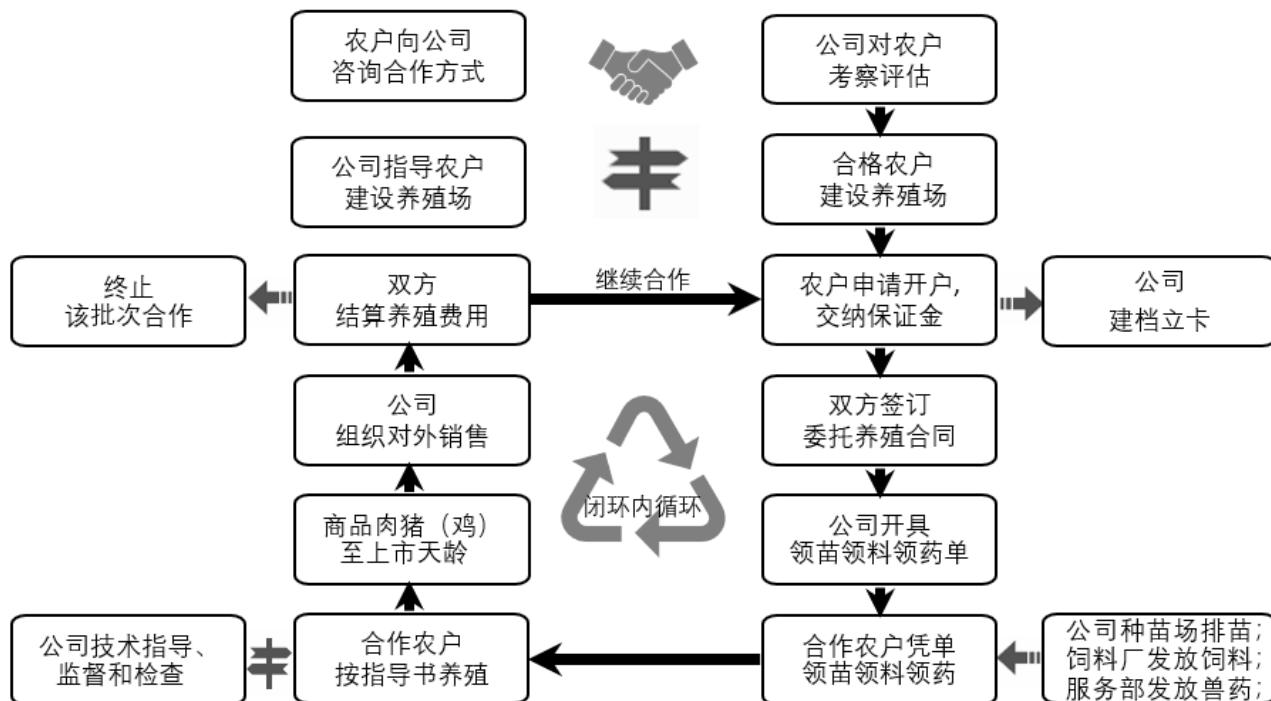 农户向公司
咨询合作方式
公司对农户
考察评估
公司指导农户
建设养殖场
合格农户
建设养殖场
终止
该批次合作
双方
结算养殖费用
继续合作
农户申请开户,
交纳保证金
公司
建档立卡
公司
组织对外销售
双方签订
委托养殖合同
商品肉猪（鸡）
至上市天龄
闭环内循环
公司开具
领苗领料领药单
公司技术指导、
监督和检查
合作农户
按指导书养殖
合作农户凭单
领苗领料领药
公司种苗场排苗;
饲料厂发放饲料;
服务部发放兽药;